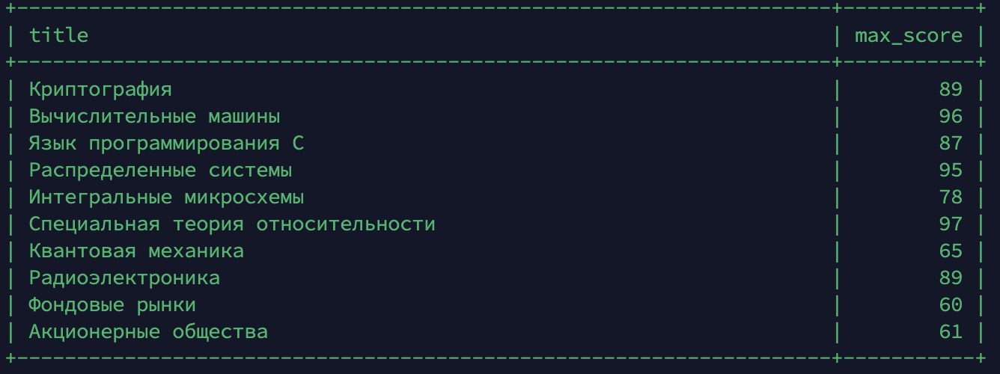 +--------------------------------------------------------------------+-----------+
| title                                                              | max_score |
+--------------------------------------------------------------------+-----------+
| Криптография                                                       |        89 |
| Вычислительные машины                                              |        96 |
| Язык программирования C                                            |        87 |
| Распределенные системы                                             |        95 |
| Интегральные микросхемы                                            |        78 |
| Специальная теория относительности                                 |        97 |
| Квантовая механика                                                 |        65 |
| Радиоэлектроника                                                   |        89 |
| Фондовые рынки                                                     |        60 |
| Акционерные общества                                               |        61 |
+--------------------------------------------------------------------+-----------+